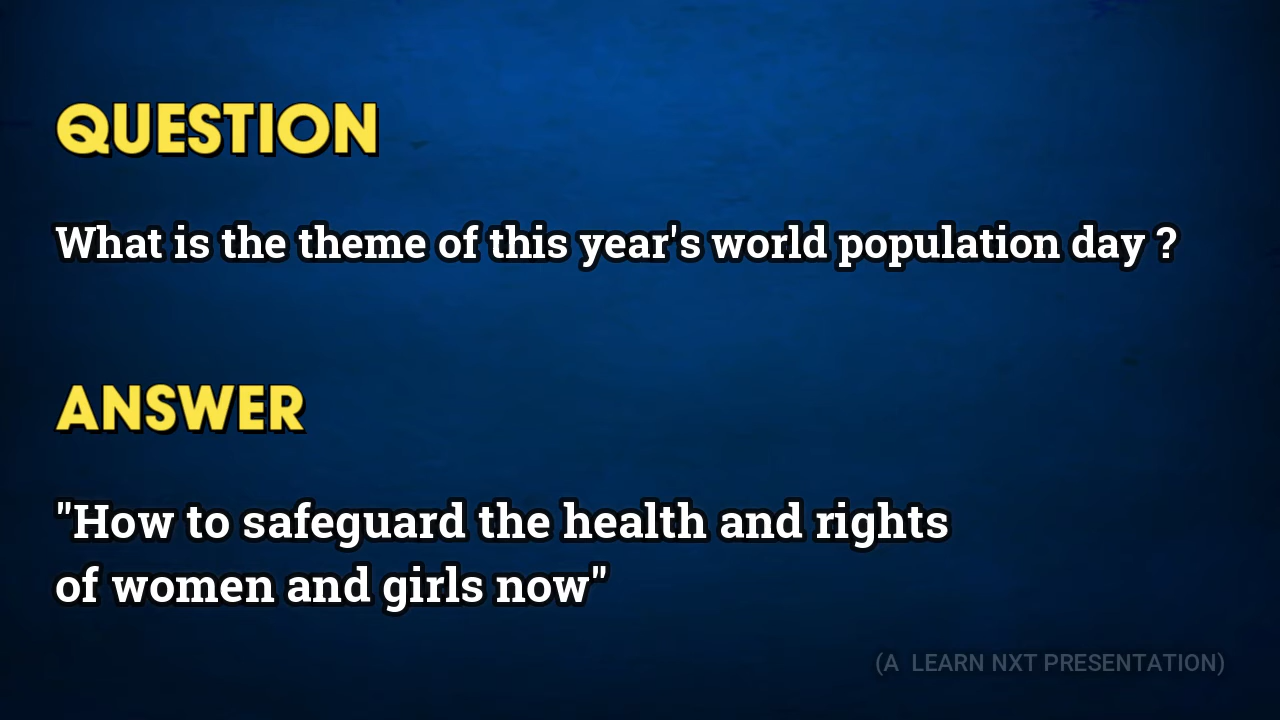 QUESTION
What is the theme of this year's world population day ?
ANSWER
"How to safeguard the health and rights
of women and girls now"
(A LEARN NXT PRESENTATION)